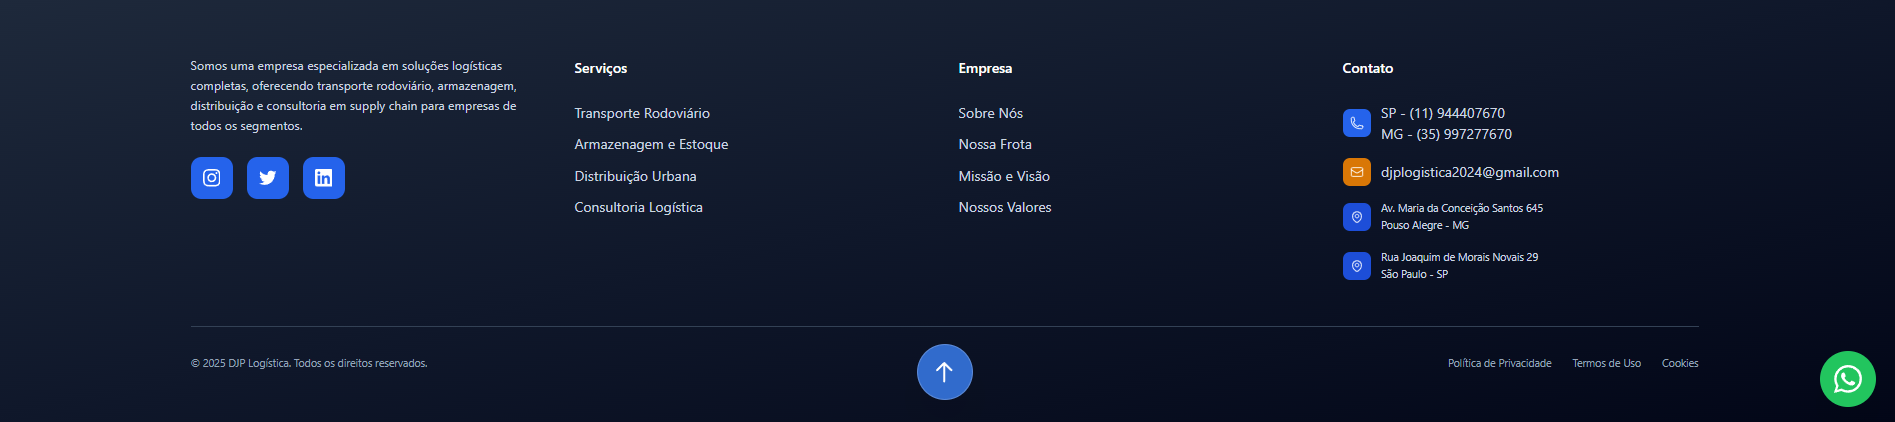 Somos uma empresa especializada em soluções logísticas
completas, oferecendo transporte rodoviário, armazenagem,
distribuição e consultoria em supply chain para empresas de
todos os segmentos.
Serviços
Transporte Rodoviário
Armazenagem e Estoque
Distribuição Urbana
Consultoria Logística
Empresa
Sobre Nós
Nossa Frota
Missão e Visão
Nossos Valores
Contato
SP - (11) 944407670
MG - (35) 997277670
djplogistica2024@gmail.com
Av. Maria da Conceição Santos 645
Pouso Alegre - MG
Rua Joaquim de Morais Novais 29
São Paulo - SP
© 2025 DJP Logística. Todos os direitos reservados.
Política de Privacidade
Termos de Uso
Cookies